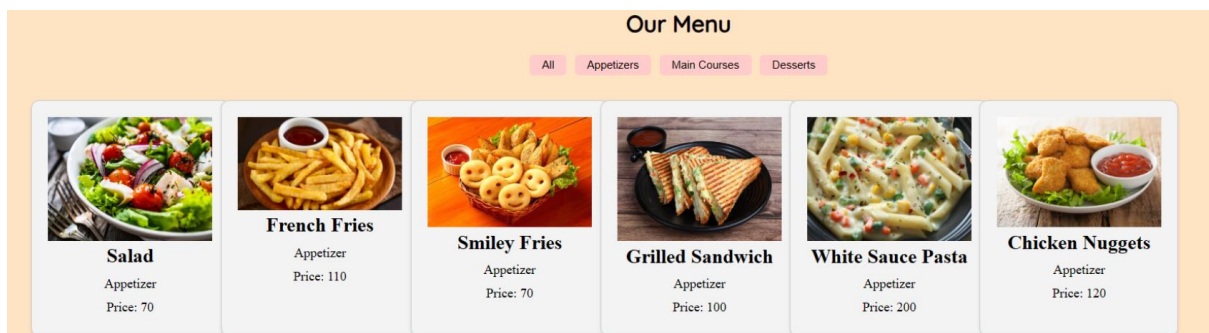 Our Menu
All
Appetizers
Main Courses
Desserts
Salad
Appetizer
Price: 70
French Fries
Appetizer
Price: 110
Smiley Fries
Appetizer
Price: 70
Grilled Sandwich
Appetizer
Price: 100
White Sauce Pasta
Appetizer
Price: 200
Chicken Nuggets
Appetizer
Price: 120